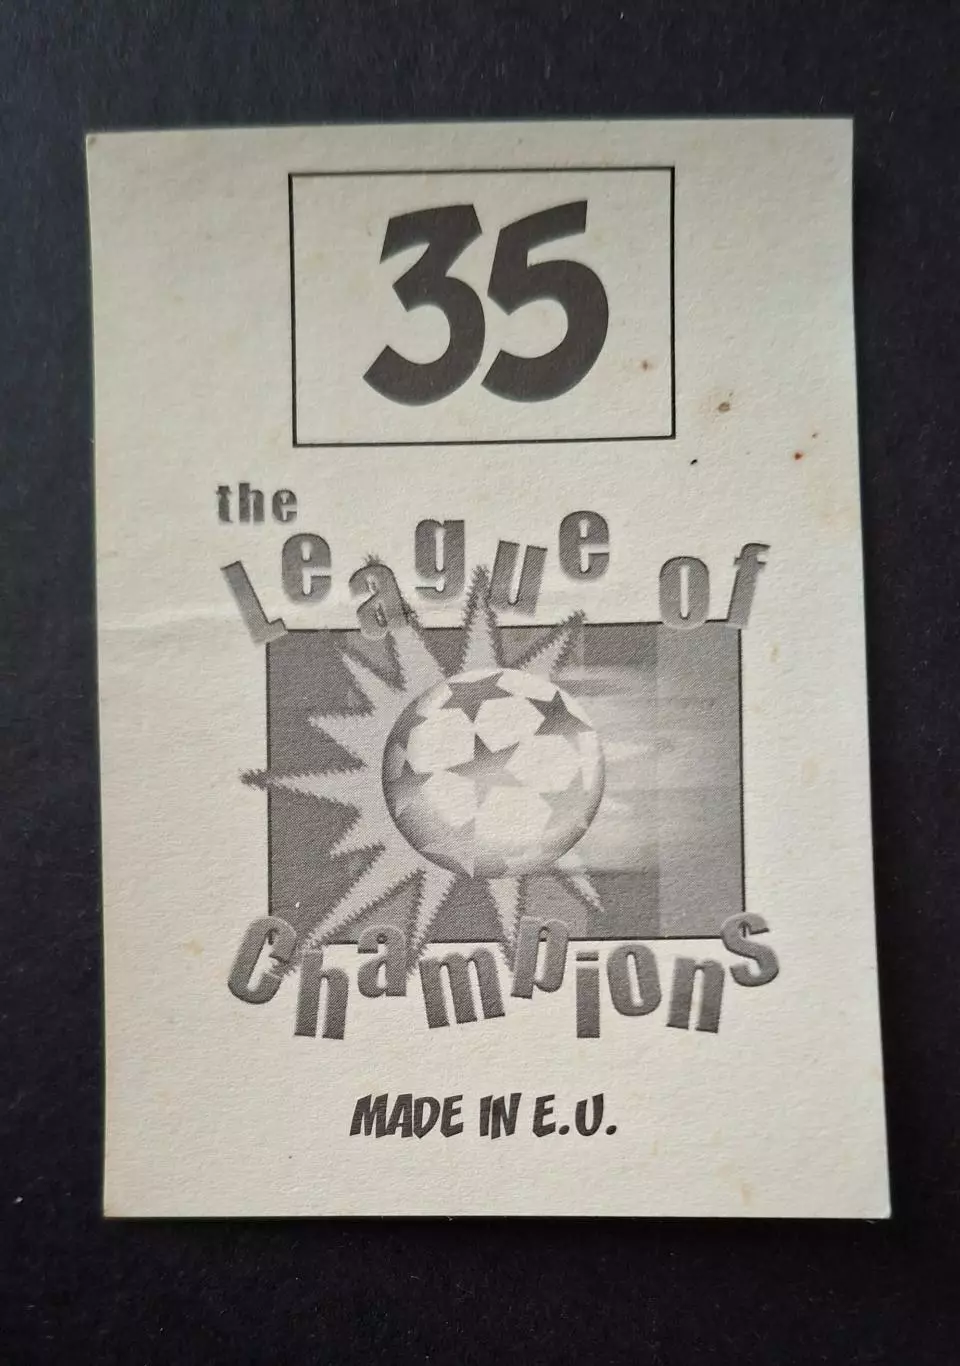 35
the
League of
Champions
MADE IN E.U.